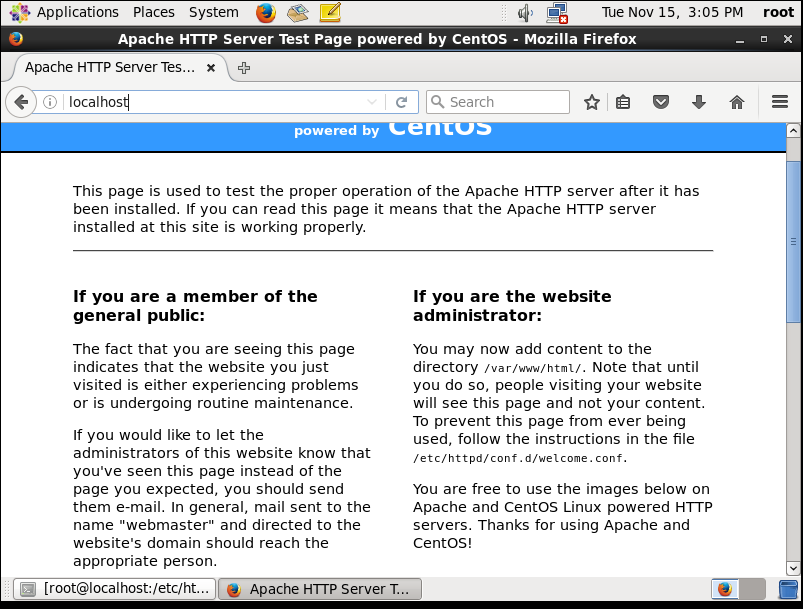 Applications Places System Tue Nov 15, 3:05 PM root
Apache HTTP Server Test Page powered by CentOS - Mozilla Firefox
Apache HTTP Server Tes...
localhost Search
powered by CentOS
This page is used to test the proper operation of the Apache HTTP server after it has
been installed. If you can read this page it means that the Apache HTTP server
installed at this site is working properly.
If you are a member of the
general public:
The fact that you are seeing this page
indicates that the website you just
visited is either experiencing problems
or is undergoing routine maintenance.
If you would like to let the
administrators of this website know that
you've seen this page instead of the
page you expected, you should send
them e-mail. In general, mail sent to the
name "webmaster" and directed to the
website's domain should reach the
appropriate person.
If you are the website
administrator:
You may now add content to the
directory /var/www/html/. Note that until
you do so, people visiting your website
will see this page and not your content.
To prevent this page from ever being
used, follow the instructions in the file
/etc/httpd/conf.d/welcome.conf.
You are free to use the images below on
Apache and CentOS Linux powered HTTP
servers. Thanks for using Apache and
CentOS!
[root@localhost:/etc/ht... Apache HTTP Server T...